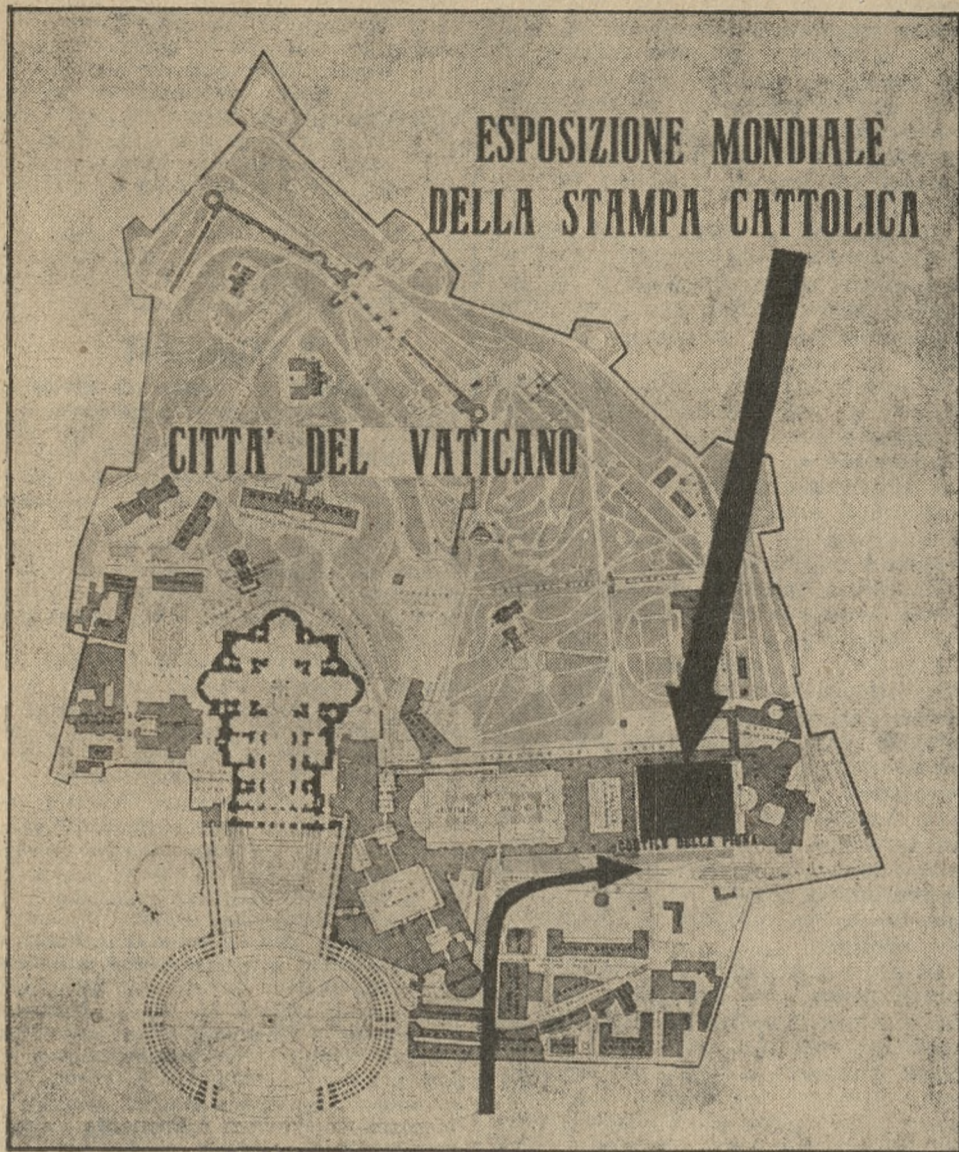 ESPOSIZIONE MONDIALE
DELLA STAMPA CATTOLICA
CITTA' DEL VATICANO
CORTILE DELLA PIGNA